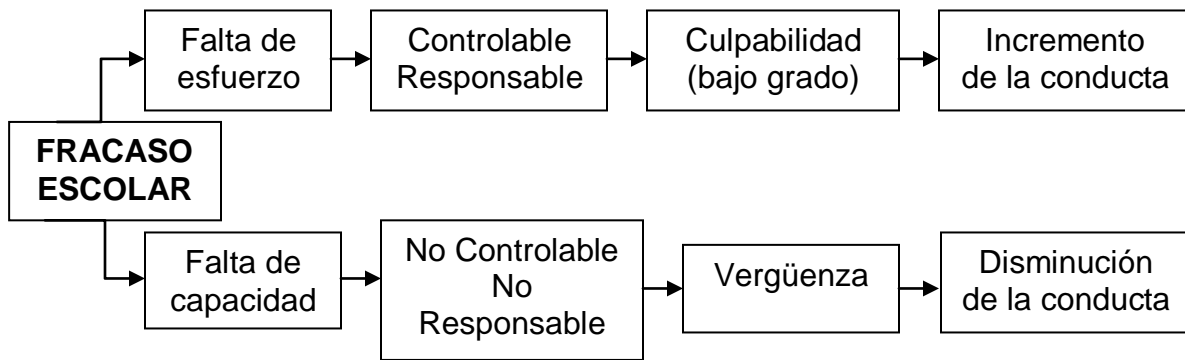 Falta de
esfuerzo
Controlable
Responsable
Culpabilidad
(bajo grado)
Incremento
de la conducta
FRACASO
ESCOLAR
Falta de
capacidad
No Controlable
No
Responsable
Vergüenza
Disminución
de la conducta